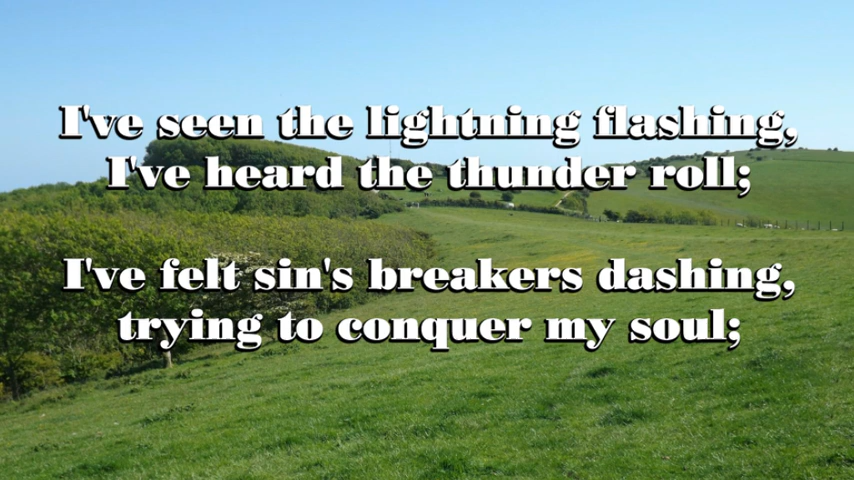 I've seen the lightning flashing,
I've heard the thunder roll;
I've felt sin's breakers dashing,
trying to conquer my soul;